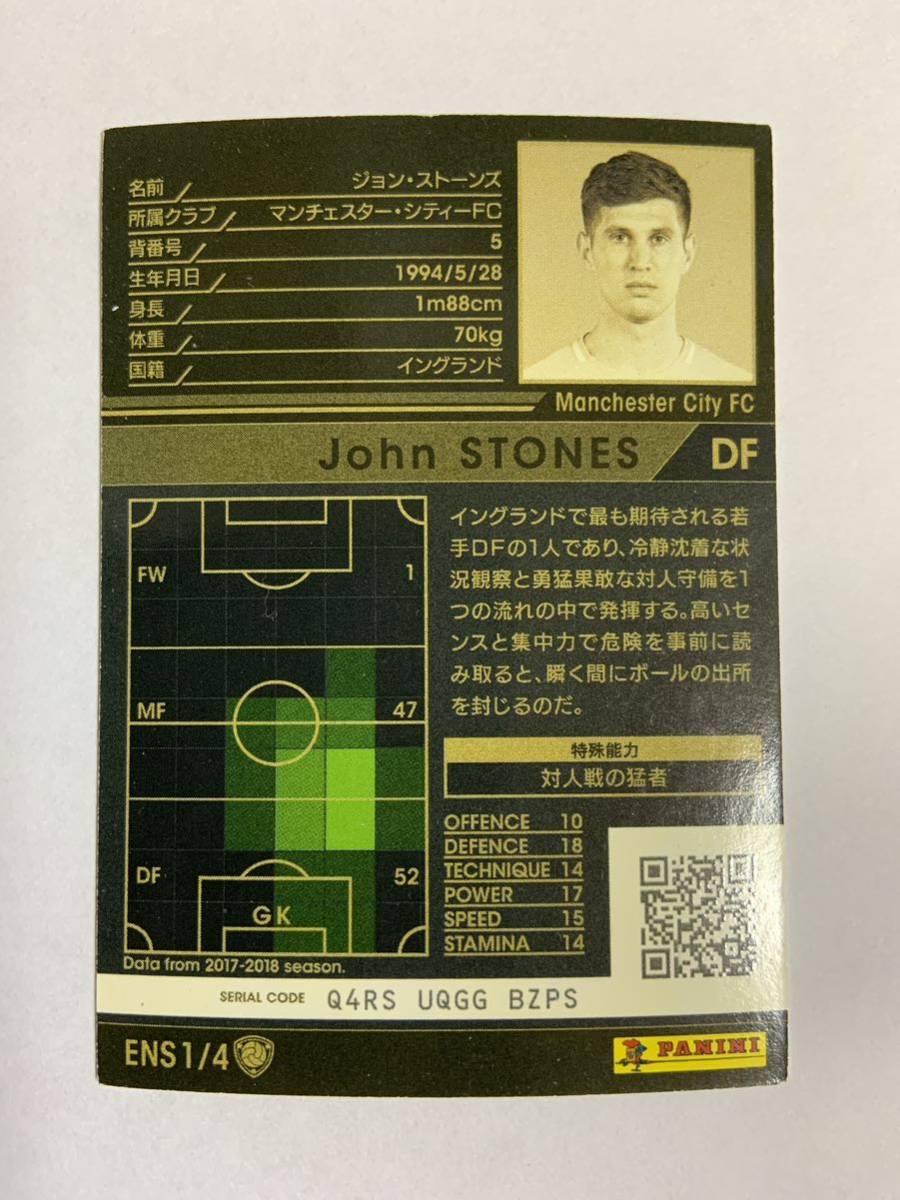 名前 ジョン・ストーンズ
所属クラブ マンチェスター・シティーFC
背番号 5
生年月日 1994/5/28
身長 1m88cm
体重 70kg
国籍 イングランド
Manchester City FC
John STONES DF
FW 1
MF 47
DF 52
GK
Data from 2017-2018 season.
イングランドで最も期待される若
手DFの1人であり、冷静沈着な状
況観察と勇猛果敢な対人守備を1
つの流れの中で発揮する。高いセ
ンスと集中力で危険を事前に読
み取ると、瞬く間にボールの出所
を封じるのだ。
特殊能力
対人戦の猛者
OFFENCE 10
DEFENCE 18
TECHNIQUE 14
POWER 17
SPEED 15
STAMINA 14
SERIAL CODE Q4RS UQGG BZPS
ENS1/4
PANINI